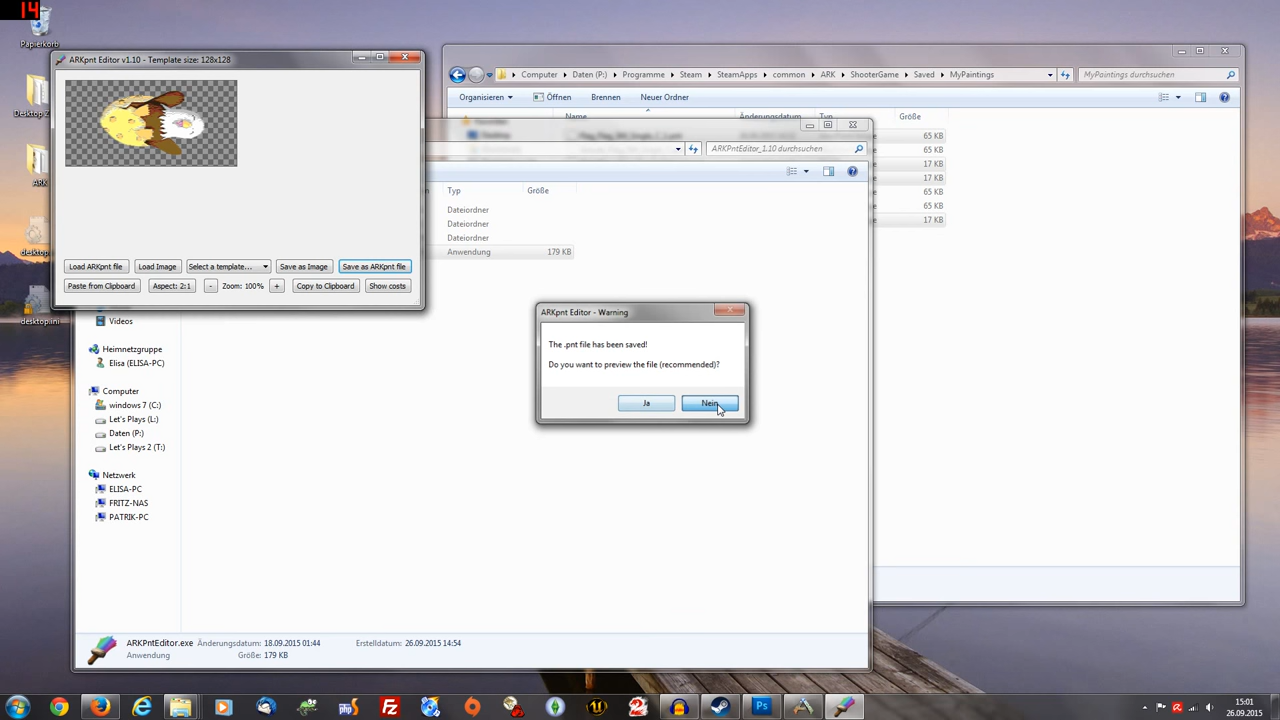 14
Papierkorb
Desktop Z
ARK
desktop.ini
ARKpnt Editor v1.10 - Template size: 128x128
Load ARKpnt file
Load Image
Select a template...
Save as Image
Save as ARKpnt file
Paste from Clipboard
Aspect: 2:1
-
Zoom: 100%
+
Copy to Clipboard
Show costs
Computer
Daten (P:)
Programme
Steam
SteamApps
common
ARK
ShooterGame
Saved
MyPaintings
MyPaintings durchsuchen
Organisieren
Öffnen
Brennen
Neuer Ordner
Name
Änderungsdatum
Größe
65 KB
65 KB
17 KB
17 KB
65 KB
65 KB
17 KB
ARKPntEditor_1.10 durchsuchen
Typ
Größe
Dateiordner
Dateiordner
Dateiordner
Anwendung
179 KB
Videos
Heimnetzgruppe
Elisa (ELISA-PC)
Computer
windows 7 (C:)
Let's Plays (L:)
Daten (P:)
Let's Plays 2 (T:)
Netzwerk
ELISA-PC
FRITZ-NAS
PATRIK-PC
ARKpnt Editor - Warning
The .pnt file has been saved!
Do you want to preview the file (recommended)?
Ja
Nein
ARKPntEditor.exe Änderungsdatum: 18.09.2015 01:44 Erstelldatum: 26.09.2015 14:54
Anwendung Größe: 179 KB
15:01
26.09.2015